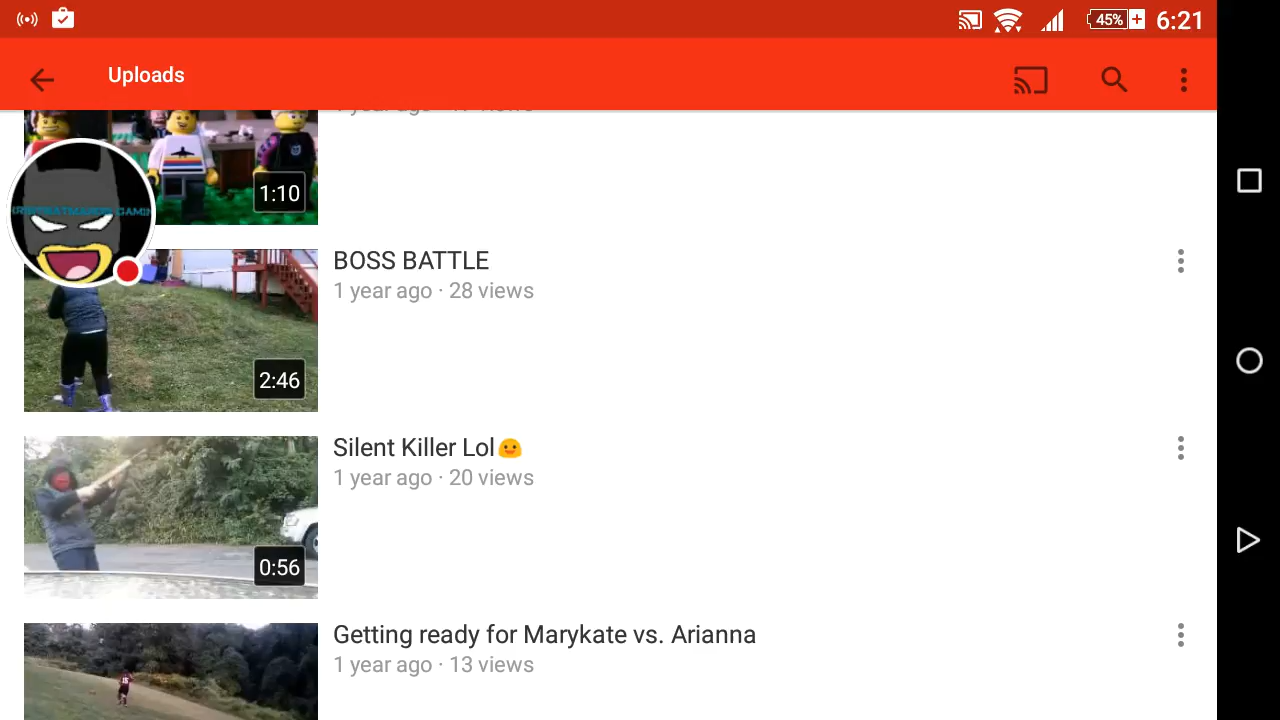 45%
6:21
Uploads
1:10
BOSS BATTLE
1 year ago · 28 views
2:46
Silent Killer Lol😶
1 year ago · 20 views
0:56
Getting ready for Marykate vs. Arianna
1 year ago · 13 views